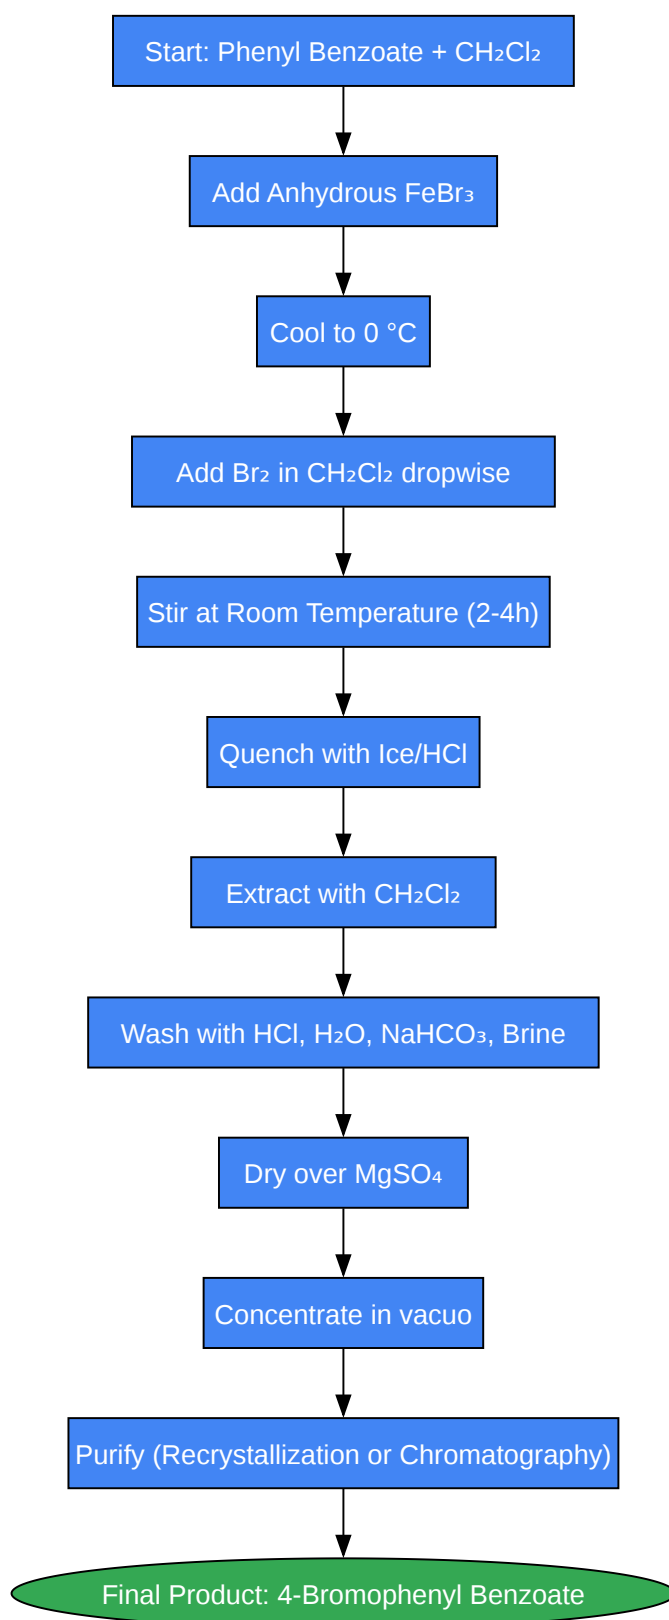 Start: Phenyl Benzoate + CH₂Cl₂
Add Anhydrous FeBr₃
Cool to 0 °C
Add Br₂ in CH₂Cl₂ dropwise
Stir at Room Temperature (2-4h)
Quench with Ice/HCl
Extract with CH₂Cl₂
Wash with HCl, H₂O, NaHCO₃, Brine
Dry over MgSO₄
Concentrate in vacuo
Purify (Recrystallization or Chromatography)
Final Product: 4-Bromophenyl Benzoate